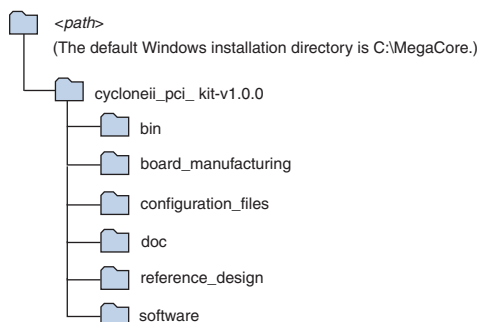 <path>
(The default Windows installation directory is C:\MegaCore.)
cycloneii_pci_ kit-v1.0.0
bin
board_manufacturing
configuration_files
doc
reference_design
software